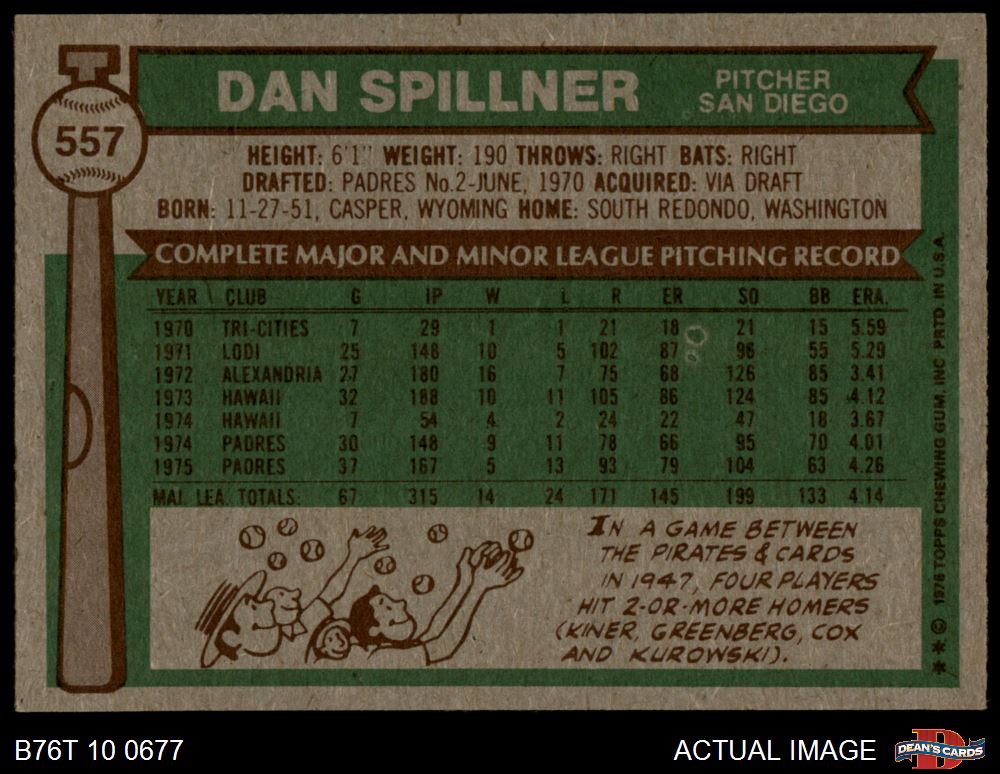 557
DAN SPILLNER
PITCHER
SAN DIEGO
HEIGHT: 6'1" WEIGHT: 190 THROWS: RIGHT BATS: RIGHT
DRAFTED: PADRES No.2-JUNE, 1970 ACQUIRED: VIA DRAFT
BORN: 11-27-51, CASPER, WYOMING HOME: SOUTH REDONDO, WASHINGTON
COMPLETE MAJOR AND MINOR LEAGUE PITCHING RECORD
YEAR CLUB G IP W L R ER SO BB ERA.
1970 TRI-CITIES 7 29 1 1 21 18 21 15 5.59
1971 LODI 25 148 10 5 102 87 96 55 5.29
1972 ALEXANDRIA 27 180 16 7 75 68 126 85 3.41
1973 HAWAII 32 188 10 11 105 86 124 85 4.12
1974 HAWAII 7 54 4 2 24 22 47 18 3.67
1974 PADRES 30 148 9 11 78 66 95 70 4.01
1975 PADRES 37 167 5 13 93 79 104 63 4.26
MAJ. LEA. TOTALS: 67 315 14 24 171 145 199 133 4.14
IN A GAME BETWEEN
THE PIRATES & CARDS
IN 1947, FOUR PLAYERS
HIT 2-OR-MORE HOMERS
(KINER, GREENBERG, COX
AND KUROWSKI).
** © 1976 TOPPS CHEWING GUM, INC. PRTD. IN U.S.A.
B76T 10 0677
ACTUAL IMAGE
DEAN'S CARDS